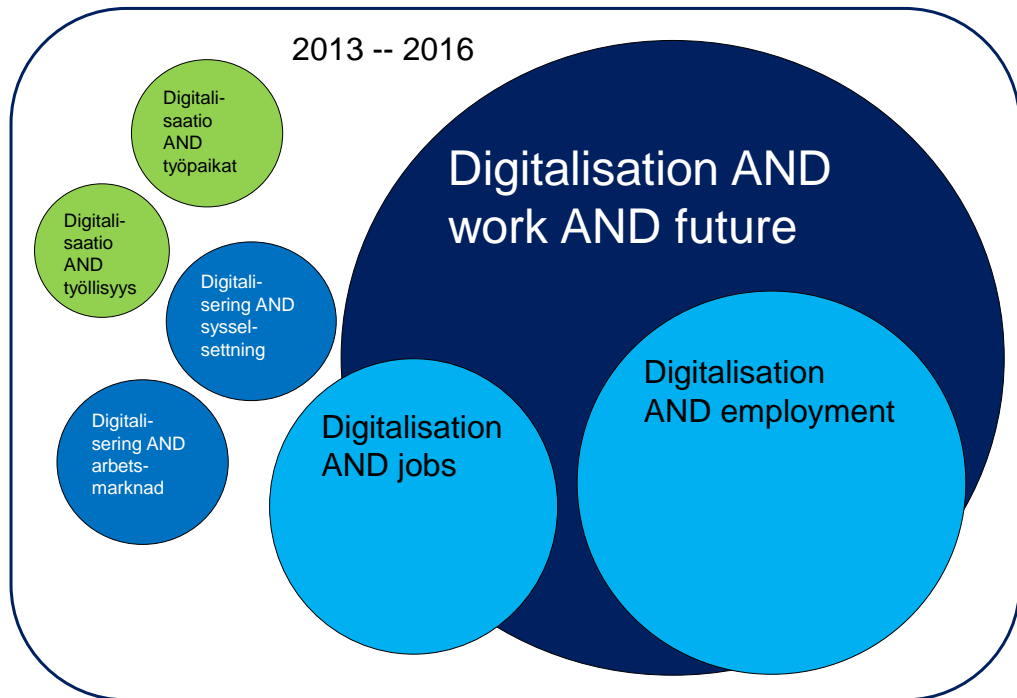 2013 -- 2016
Digitali-
saatio
AND
työpaikat
Digitalisation AND
work AND future
Digitali-
saatio
AND
työllisyys
Digitali-
sering AND
syssel-
settning
Digitalisation
AND employment
Digitalisation
AND jobs
Digitali-
sering AND
arbets-
marknad